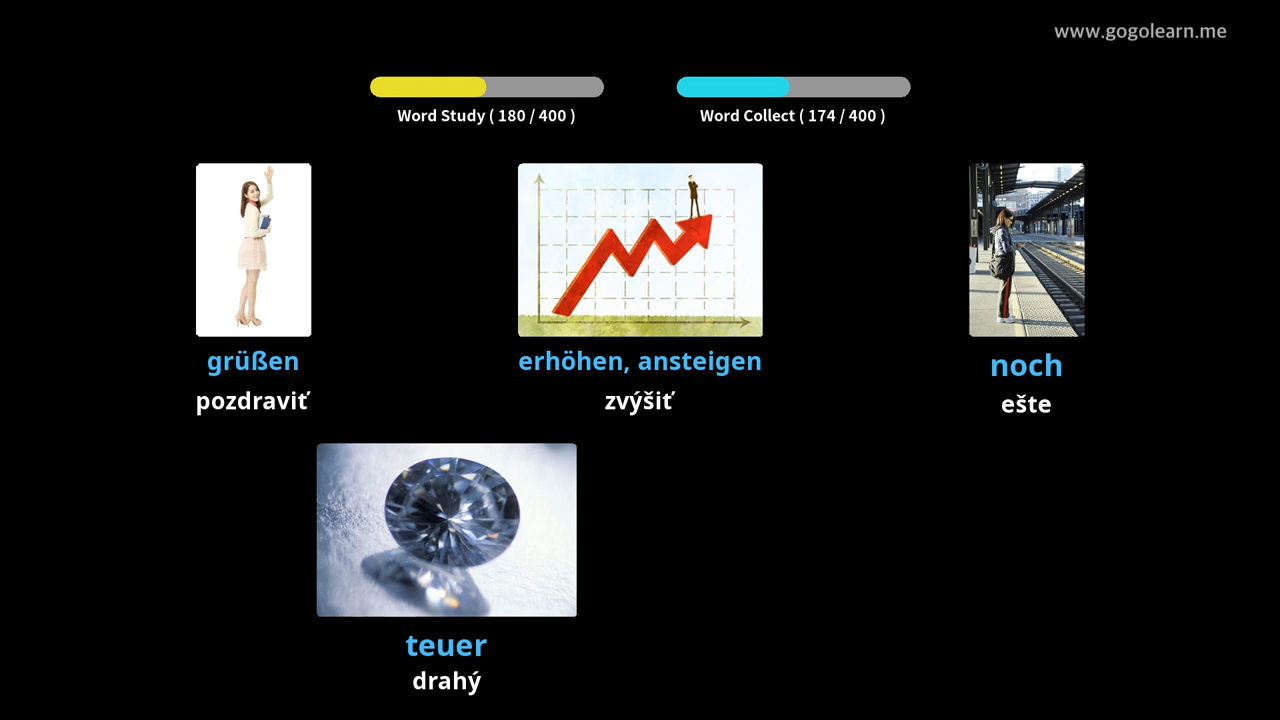 www.gogolearn.me
Word Study ( 180 / 400 )
Word Collect ( 174 / 400 )
grüßen
erhöhen, ansteigen
noch
pozdraviť
zvýšiť
ešte
teuer
drahý